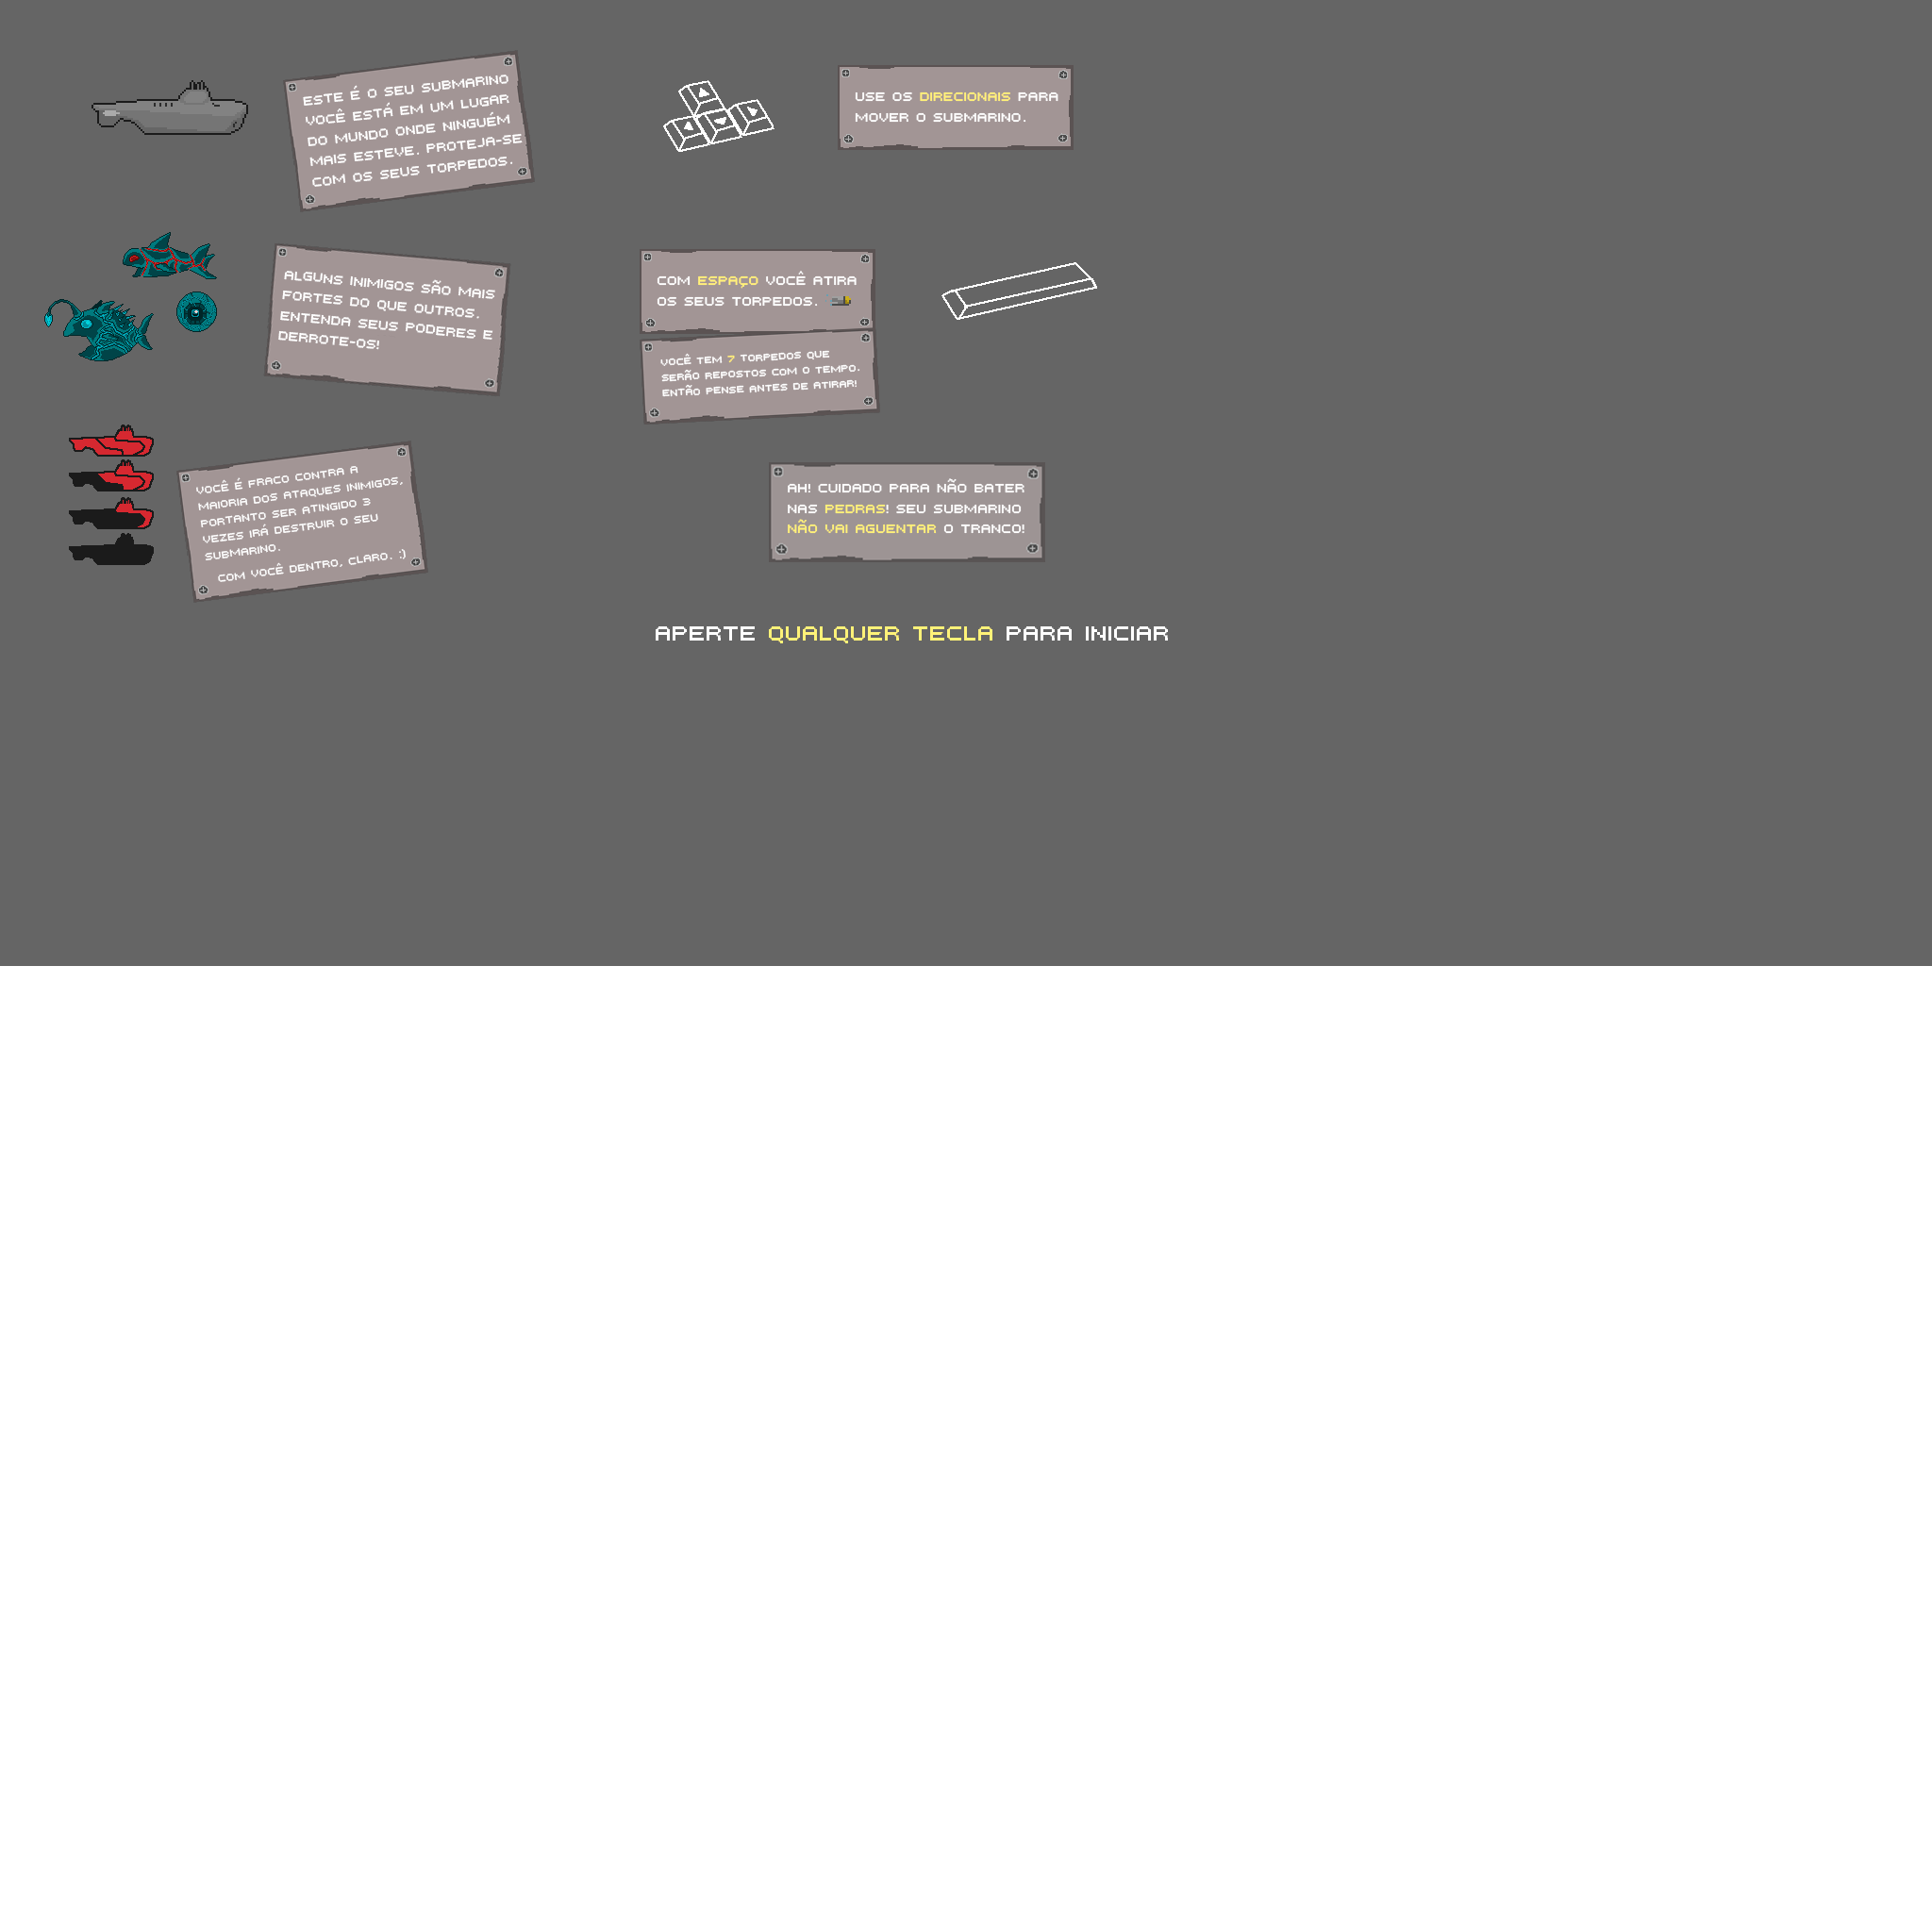 ESTE É O SEU SUBMARINO
VOCÊ ESTÁ EM UM LUGAR
DO MUNDO ONDE NINGUÉM
MAIS ESTEVE. PROTEJA-SE
COM OS SEUS TORPEDOS.
USE OS DIRECIONAIS PARA
MOVER O SUBMARINO.
ALGUNS INIMIGOS SÃO MAIS
FORTES DO QUE OUTROS.
ENTENDA SEUS PODERES E
DERROTE-OS!
COM ESPAÇO VOCÊ ATIRA
OS SEUS TORPEDOS.
VOCÊ TEM 7 TORPEDOS QUE
SERÃO REPOSTOS COM O TEMPO.
ENTÃO PENSE ANTES DE ATIRAR!
VOCÊ É FRACO CONTRA A
MAIORIA DOS ATAQUES INIMIGOS,
PORTANTO SER ATINGIDO 3
VEZES IRÁ DESTRUIR O SEU
SUBMARINO.
COM VOCÊ DENTRO, CLARO. :)
AH! CUIDADO PARA NÃO BATER
NAS PEDRAS! SEU SUBMARINO
NÃO VAI AGUENTAR O TRANCO!
APERTE QUALQUER TECLA PARA INICIAR